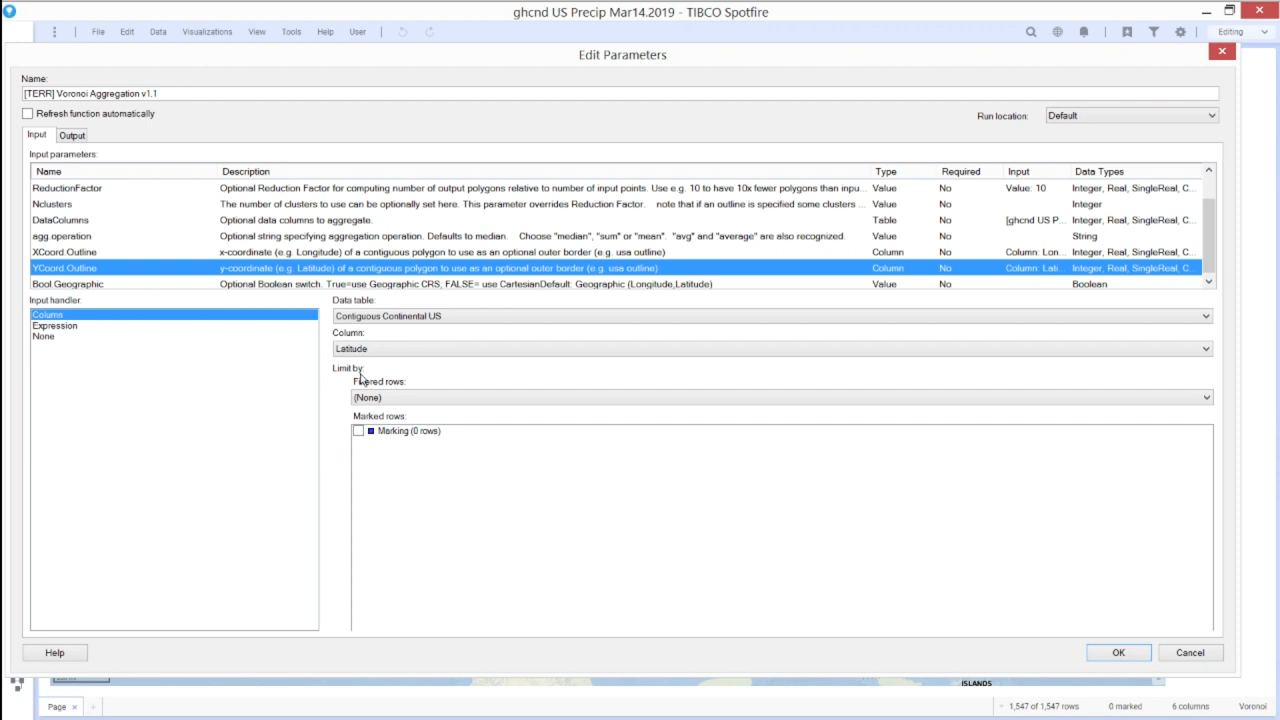 ghcnd US Precip Mar14.2019 - TIBCO Spotfire
File Edit Data Visualizations View Tools Help User Editing
Edit Parameters
Name:
[TERR] Voronoi Aggregation v1.1
Refresh function automatically
Run location: Default
Input Output
Input parameters:
Name Description Type Required Input Data Types
ReductionFactor Optional Reduction Factor for computing number of output polygons relative to number of input points. Use e.g. 10 to have 10x fewer polygons than inpu... Value No Value: 10 Integer, Real, SingleReal, C...
Nclusters The number of clusters to use can be optionally set here. This parameter overrides Reduction Factor. note that if an outline is specified some clusters ... Value No Integer
DataColumns Optional data columns to aggregate. Table No [ghcnd US P... Integer, Real, SingleReal, C...
agg.operation Optional string specifying aggregation operation. Defaults to median. Choose "median", "sum" or "mean". "avg" and "average" are also recognized. Value No String
XCoord.Outline x-coordinate (e.g. Longitude) of a contiguous polygon to use as an optional outer border (e.g. usa outline) Column No Column: Lon... Integer, Real, SingleReal, C...
YCoord.Outline y-coordinate (e.g. Latitude) of a contiguous polygon to use as an optional outer border (e.g. usa outline) Column No Column: Lati... Integer, Real, SingleReal, C...
Bool.Geographic Optional Boolean switch. True=use Geographic CRS, FALSE= use CartesianDefault: Geographic (Longitude,Latitude) Value No Boolean
Input handler:
Column
Expression
None
Data table:
Contiguous Continental US
Column:
Latitude
Limit by:
Filtered rows:
(None)
Marked rows:
Marking (0 rows)
Help OK Cancel
ISLANDS
Page × + 1,547 of 1,547 rows 0 marked 6 columns Voronoi